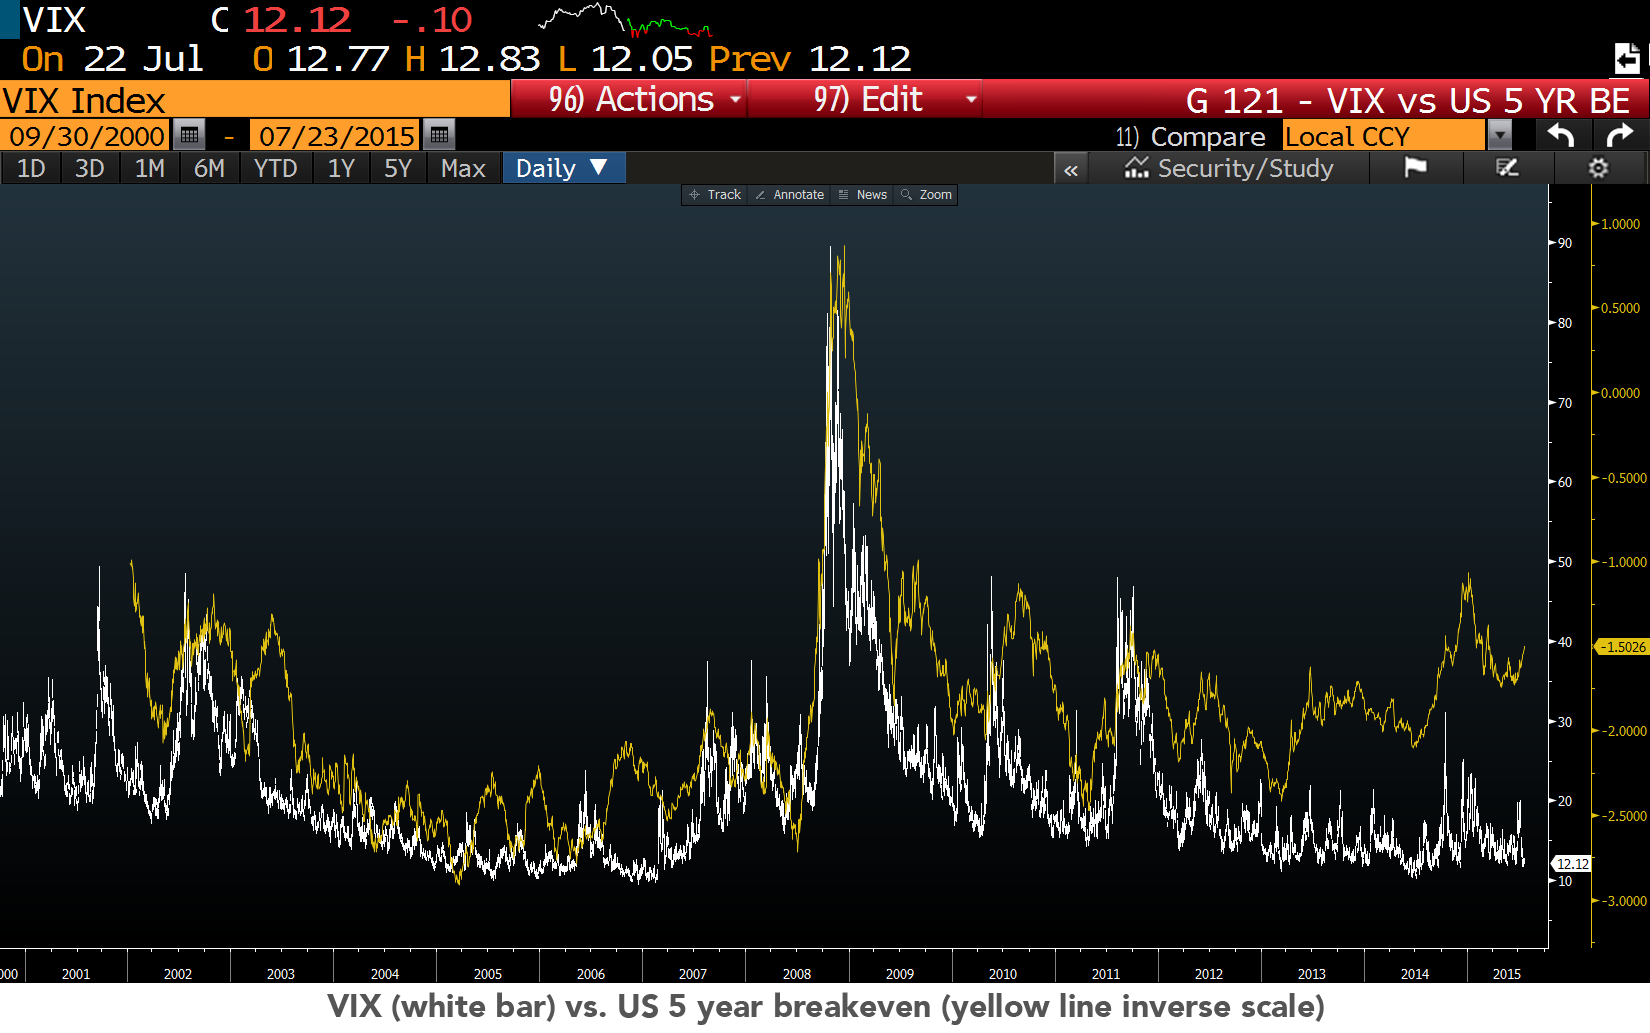 VIX C 12.12 -.10
On 22 Jul O 12.77 H 12.83 L 12.05 Prev 12.12
VIX Index 96) Actions 97) Edit G 121 - VIX vs US 5 YR BE
09/30/2000 - 07/23/2015 11) Compare Local CCY
1D 3D 1M 6M YTD 1Y 5Y Max Daily ▼ « Security/Study
Track Annotate News Zoom
1.0000
90
0.5000
80
0.0000
70
-0.5000
60
50
-1.0000
40
-1.5026
30
-2.0000
20
-2.5000
12.12
10
-3.0000
000 2001 2002 2003 2004 2005 2006 2007 2008 2009 2010 2011 2012 2013 2014 2015
VIX (white bar) vs. US 5 year breakeven (yellow line inverse scale)